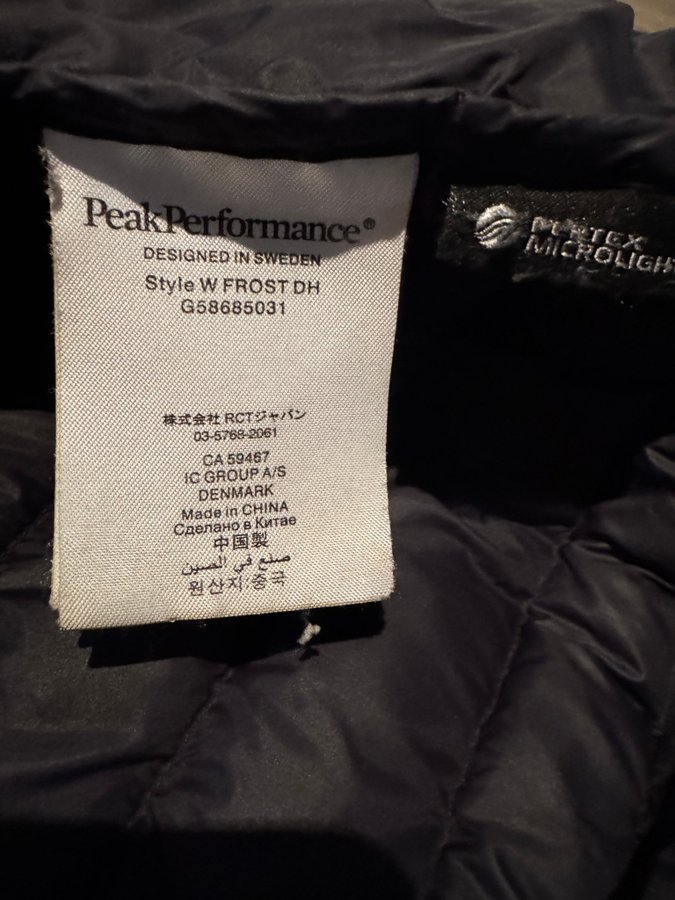 PeakPerformance®
DESIGNED IN SWEDEN
Style W FROST DH
G58685031
株式会社 RCTジャパン
03-5768-2061
CA 59467
IC GROUP A/S
DENMARK
Made in CHINA
Сделано в Китае
中国製
صنع في الصين
원산지:중국
PERTEX
MICROLIGHT